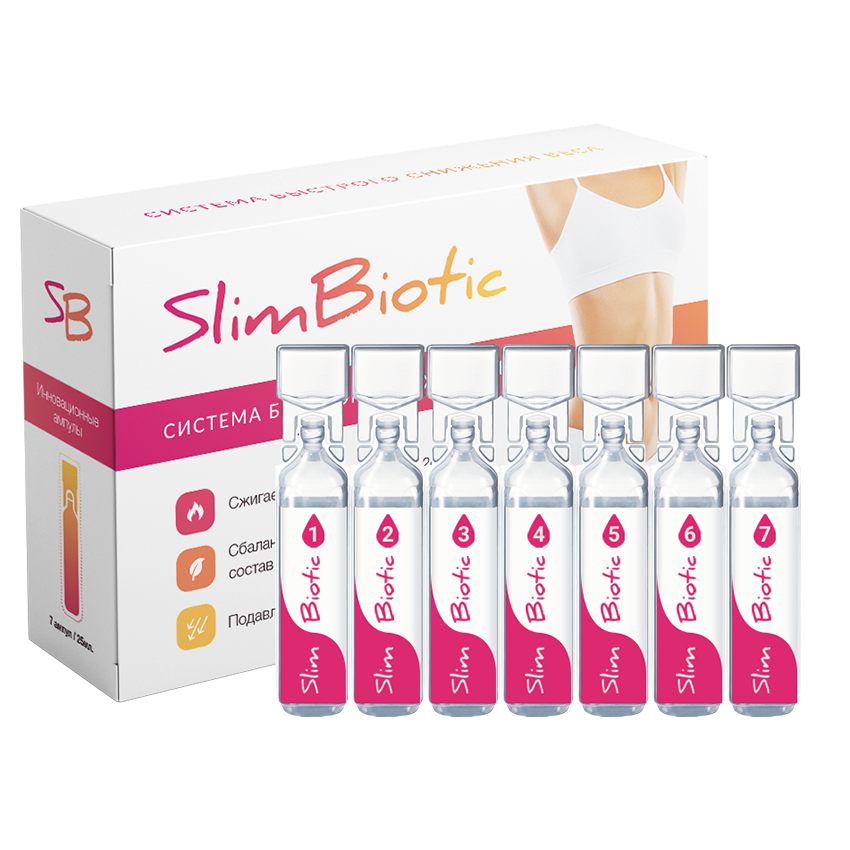 СИСТЕМА БЫСТРОГО СНИЖЕНИЯ ВЕСА
SlimBiotic
SB
Инновационные
ампулы
7 ампул / 25мл.
СИСТЕМА Б
Сжигае
Сбалан
состав
Подавл
1
Slim Biotic
2
Slim Biotic
3
Slim Biotic
4
Slim Biotic
5
Slim Biotic
6
Slim Biotic
7
Slim Biotic